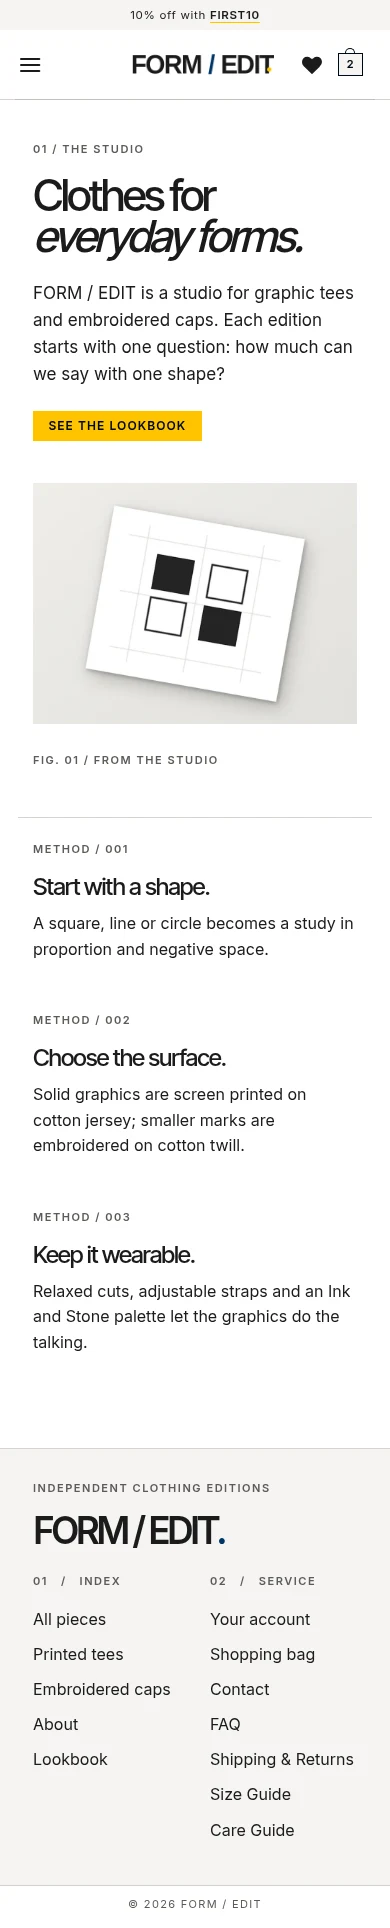 10% off with FIRST10
FORM / EDIT.
2
01 / THE STUDIO
Clothes for
everyday forms.
FORM / EDIT is a studio for graphic tees
and embroidered caps. Each edition
starts with one question: how much can
we say with one shape?
SEE THE LOOKBOOK
FIG. 01 / FROM THE STUDIO
METHOD / 001
Start with a shape.
A square, line or circle becomes a study in
proportion and negative space.
METHOD / 002
Choose the surface.
Solid graphics are screen printed on
cotton jersey; smaller marks are
embroidered on cotton twill.
METHOD / 003
Keep it wearable.
Relaxed cuts, adjustable straps and an Ink
and Stone palette let the graphics do the
talking.
INDEPENDENT CLOTHING EDITIONS
FORM / EDIT.
01 / INDEX
All pieces
Printed tees
Embroidered caps
About
Lookbook
02 / SERVICE
Your account
Shopping bag
Contact
FAQ
Shipping & Returns
Size Guide
Care Guide
© 2026 FORM / EDIT